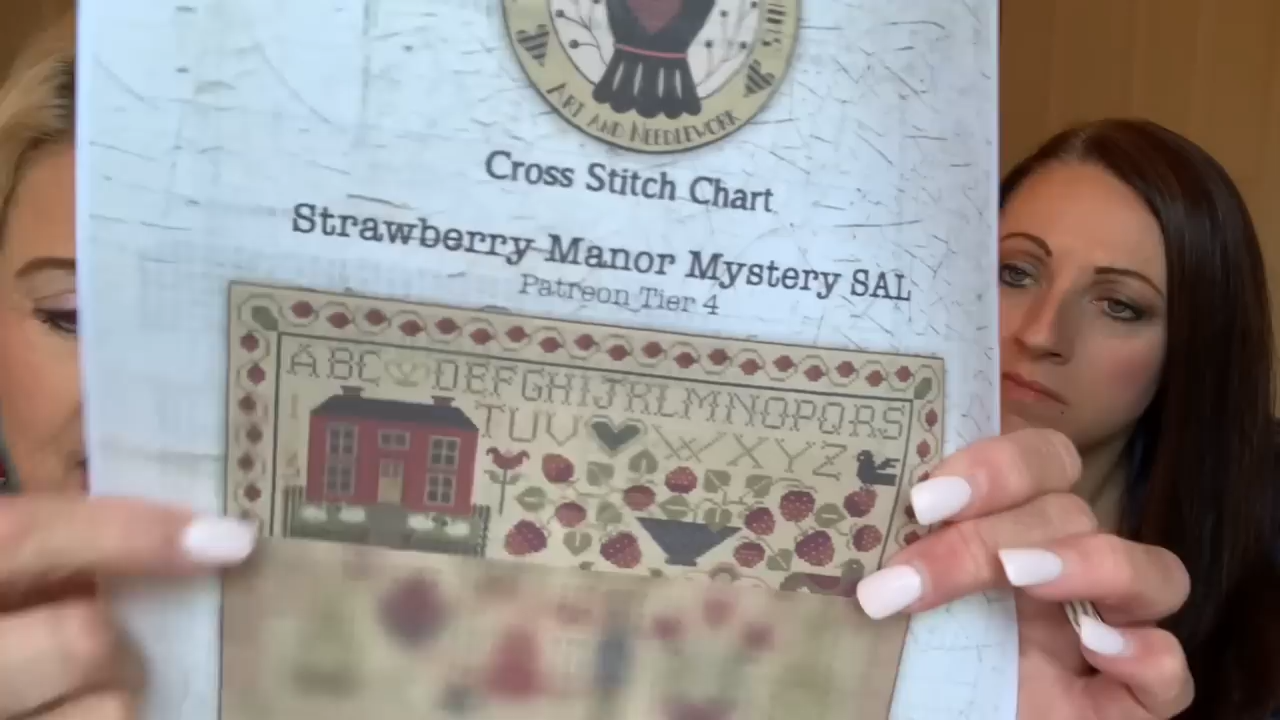 ART AND NEEDLEWORK
Cross Stitch Chart
Strawberry Manor Mystery SAL
Patreon Tier 4
ABC DEFGHIJKLMNOPQRS
TUV WXYZ